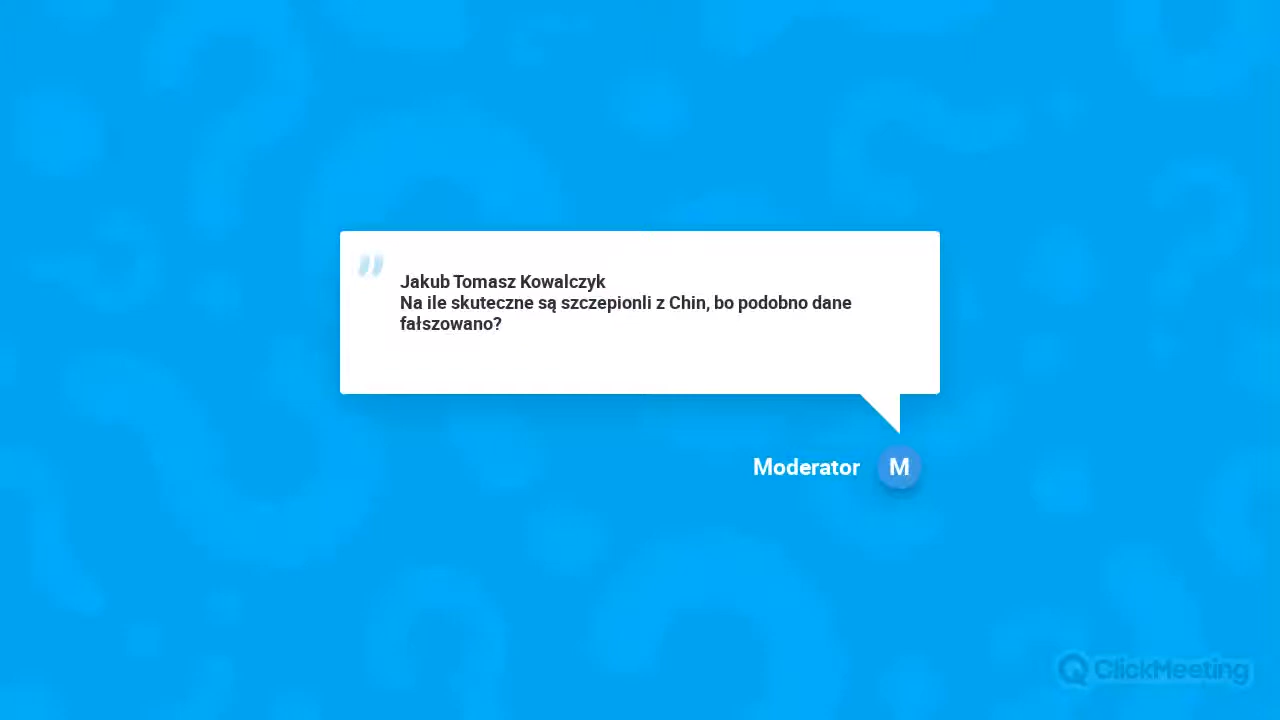 Jakub Tomasz Kowalczyk
Na ile skuteczne są szczepionli z Chin, bo podobno dane
fałszowano?
Moderator M
ClickMeeting